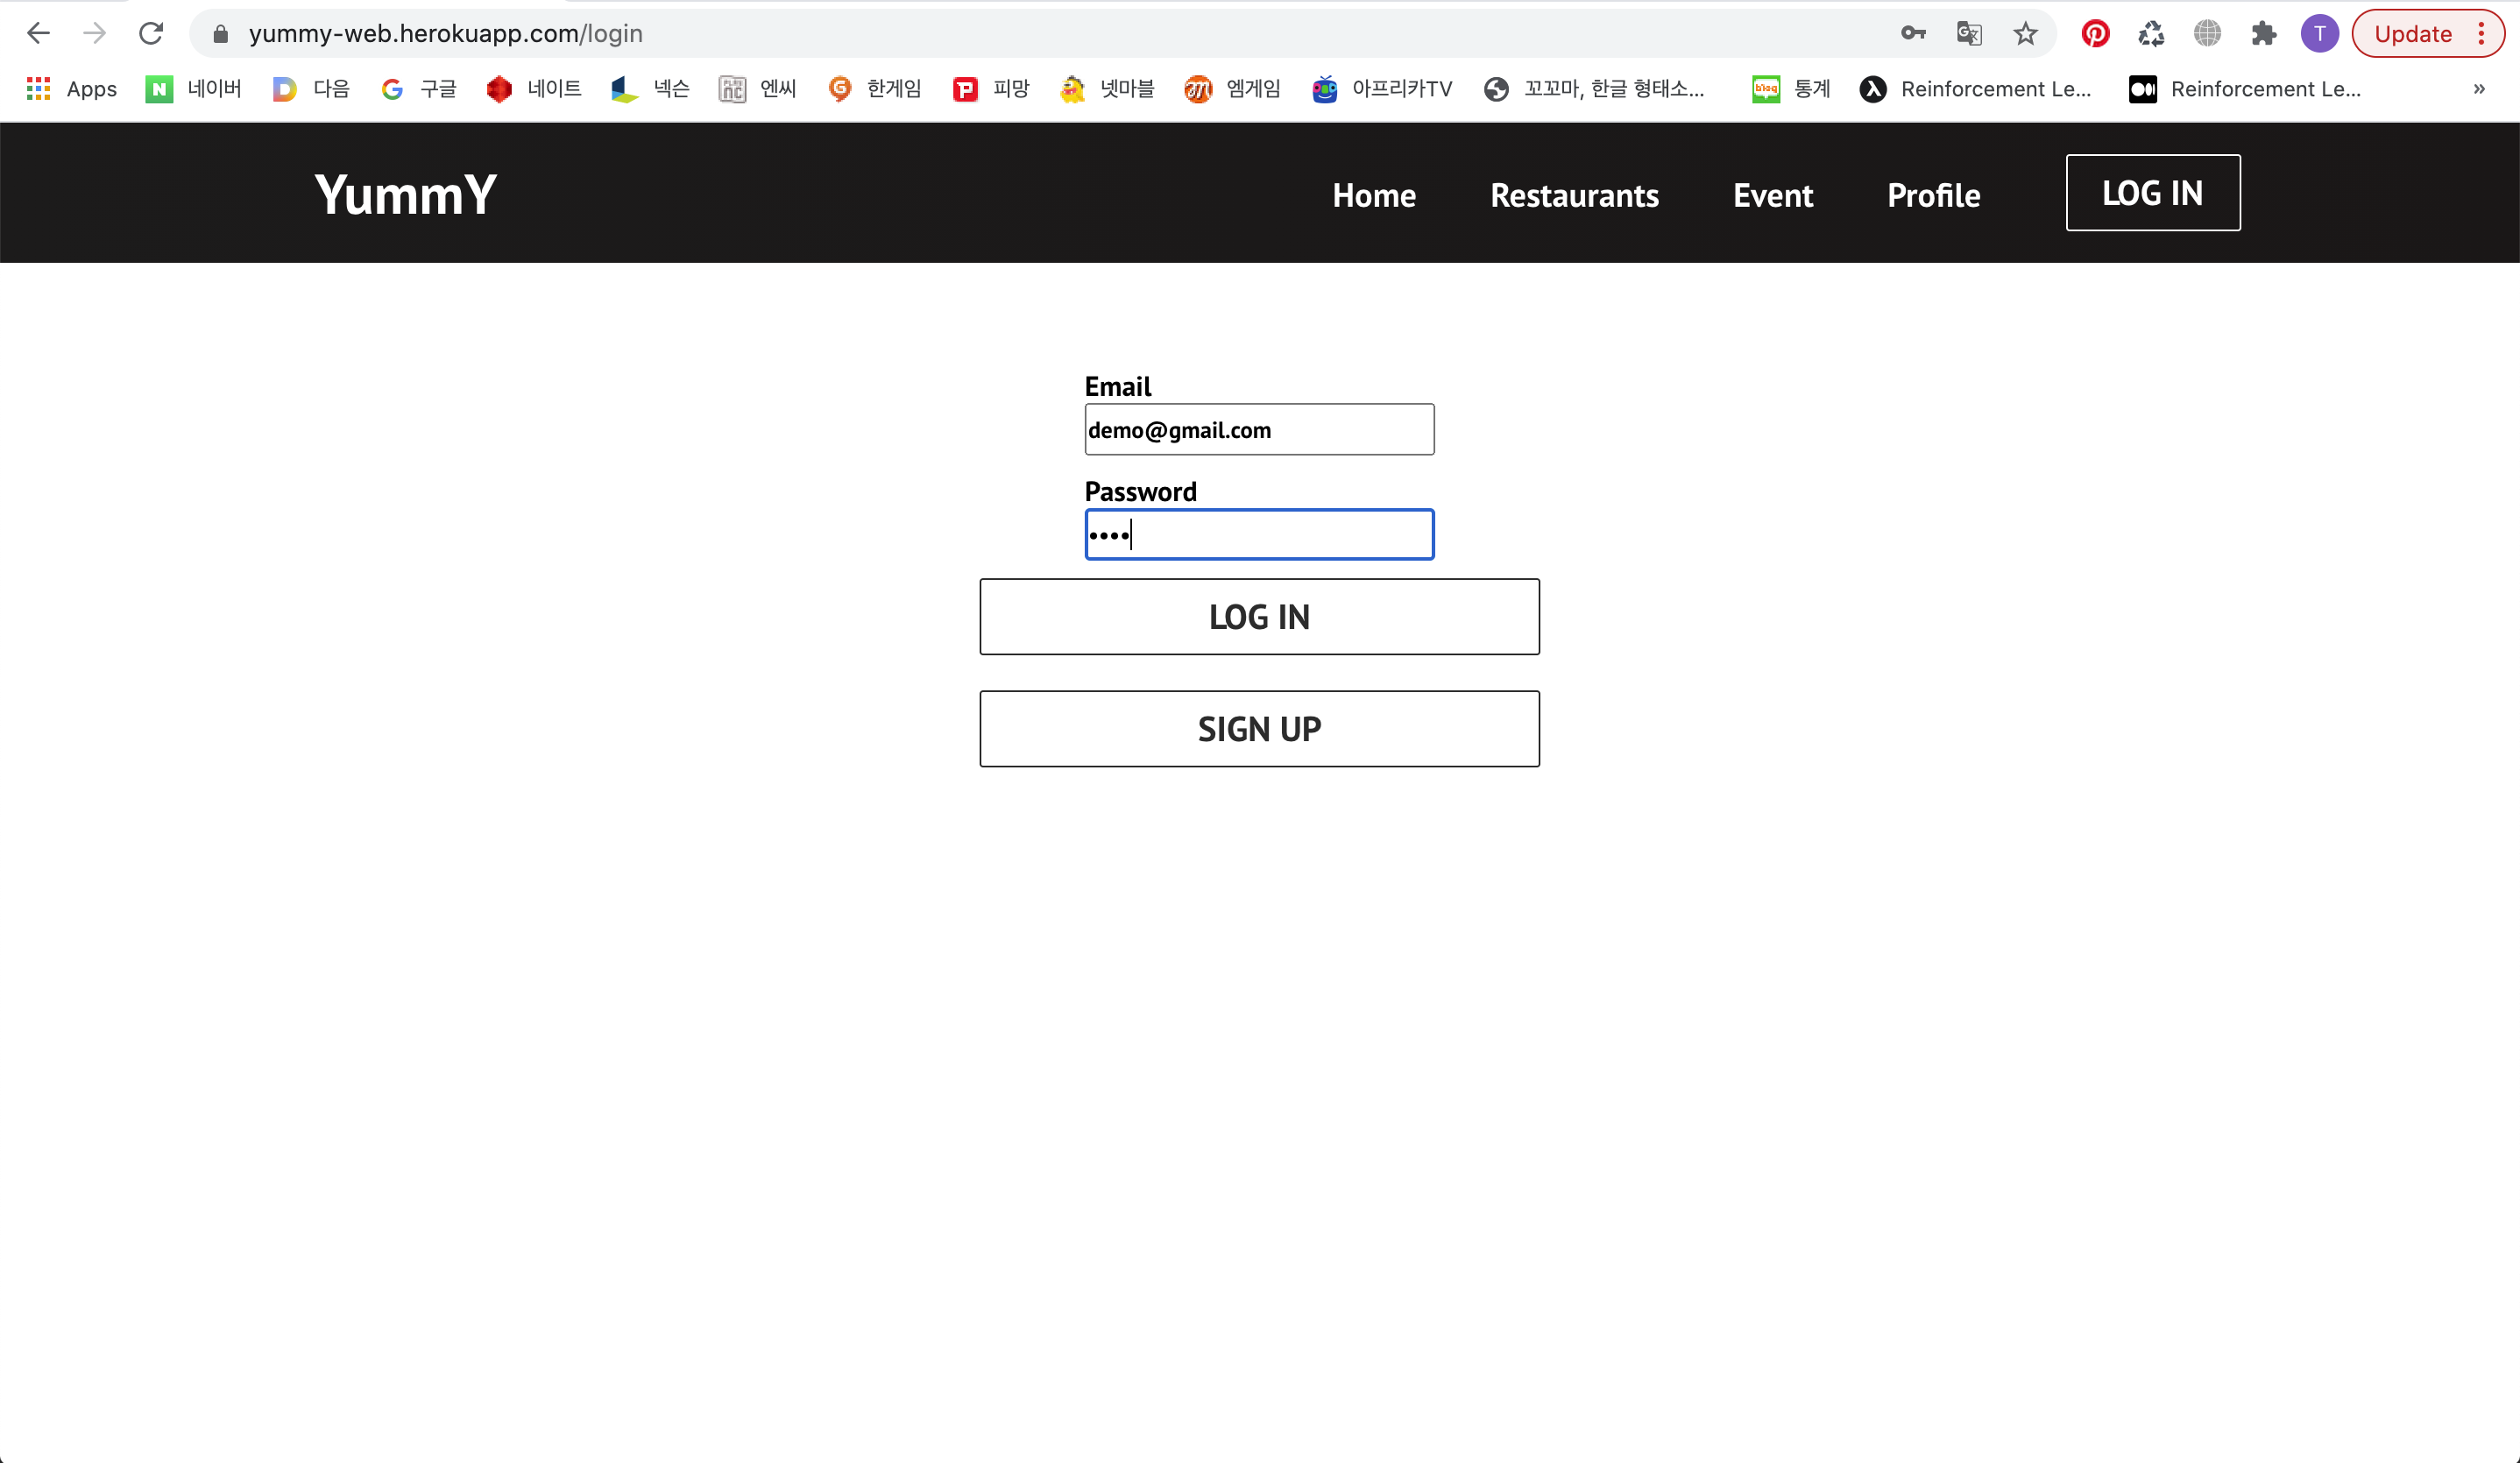 yummy-web.herokuapp.com/login
T
Update
Apps 네이버 다음 구글 네이트 넥슨 엔씨 한게임 피망 넷마블 엠게임 아프리카TV 꼬꼬마, 한글 형태소... 통계 Reinforcement Le... Reinforcement Le... »
YummY Home Restaurants Event Profile LOG IN
Email
demo@gmail.com
Password
••••
LOG IN
SIGN UP